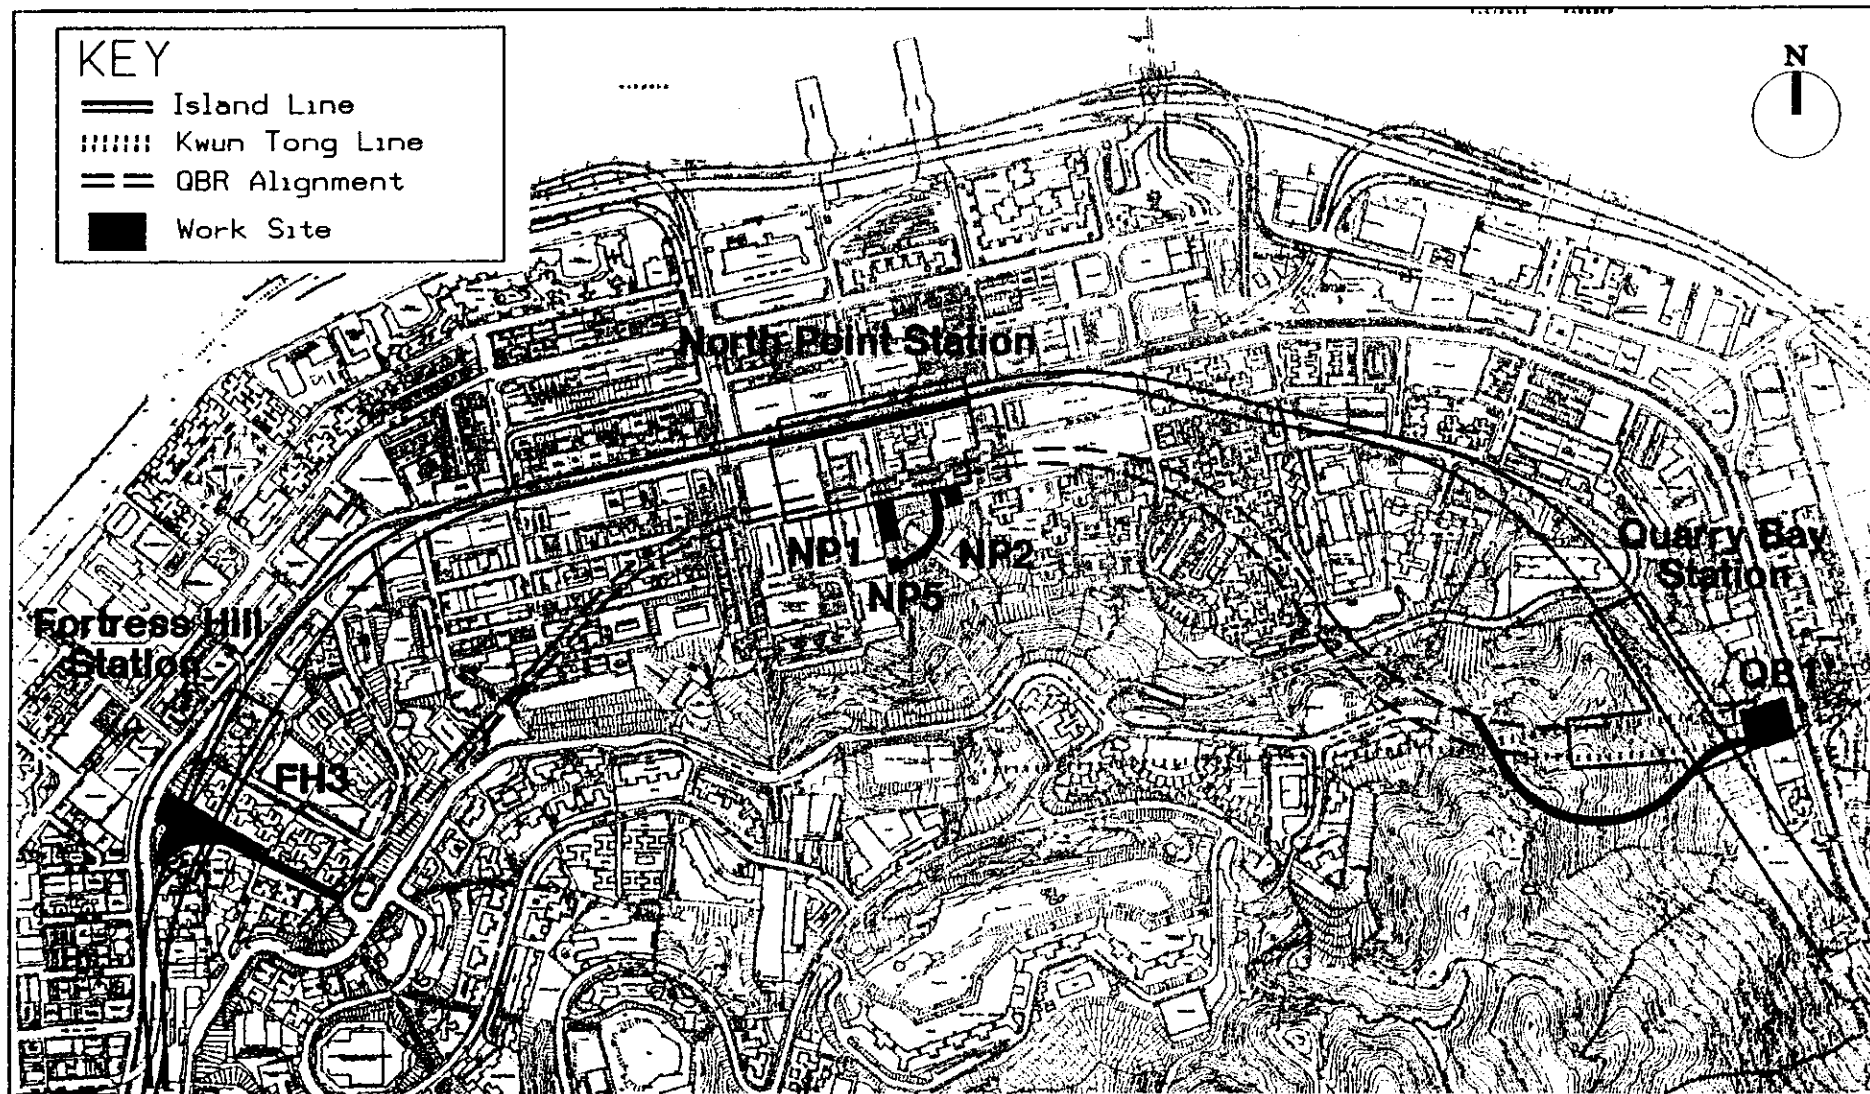 KEY
Island Line
Kwun Tong Line
QBR Alignment
Work Site
N
North Point Station
Quarry Bay
Station
NP1
NP2
NP5
Fortress Hill
Station
QB1
FH3